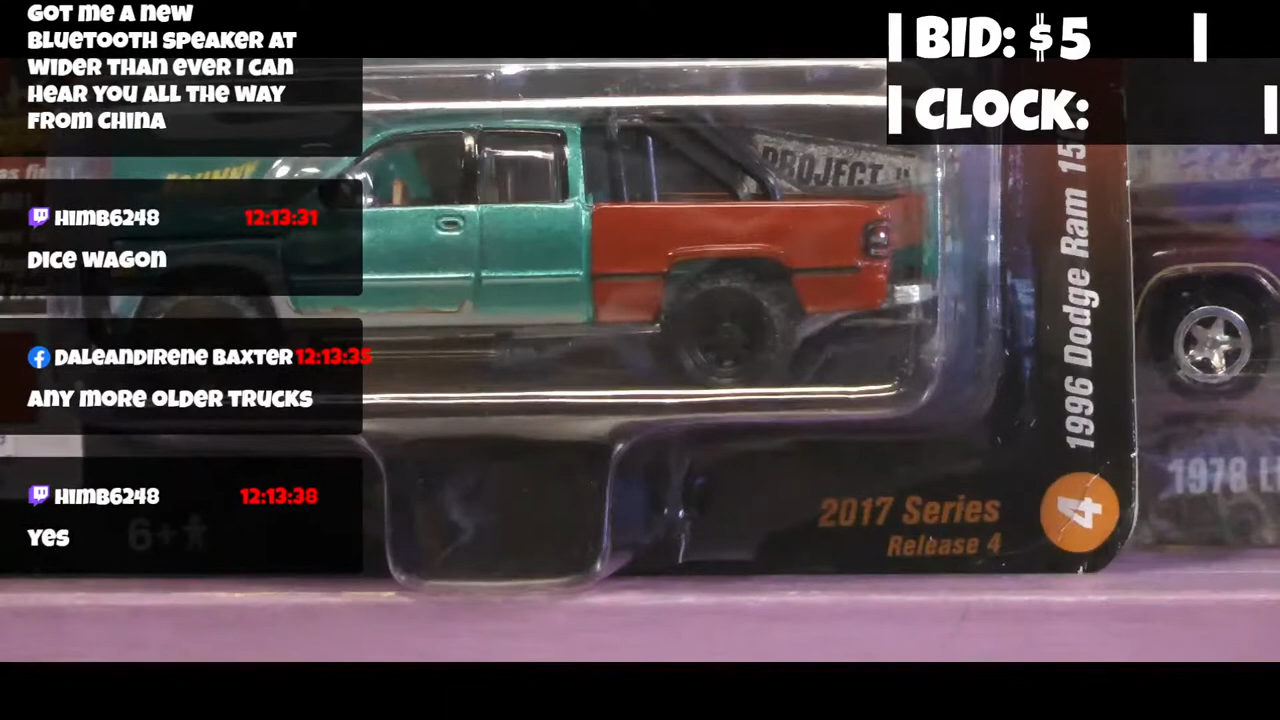 GOT ME A NEW
BLUETOOTH SPEAKER AT
WIDER THAN EVER I CAN
HEAR YOU ALL THE WAY
FROM CHINA
HIMB6248 12:13:31
DICE WAGON
DALEANDIRENE BAXTER 12:13:35
ANY MORE OLDER TRUCKS
HIMB6248 12:13:38
YES
| BID: $5 |
| CLOCK: |
PROJECT
1996 Dodge Ram 15
4
2017 Series
Release 4
6+
1978